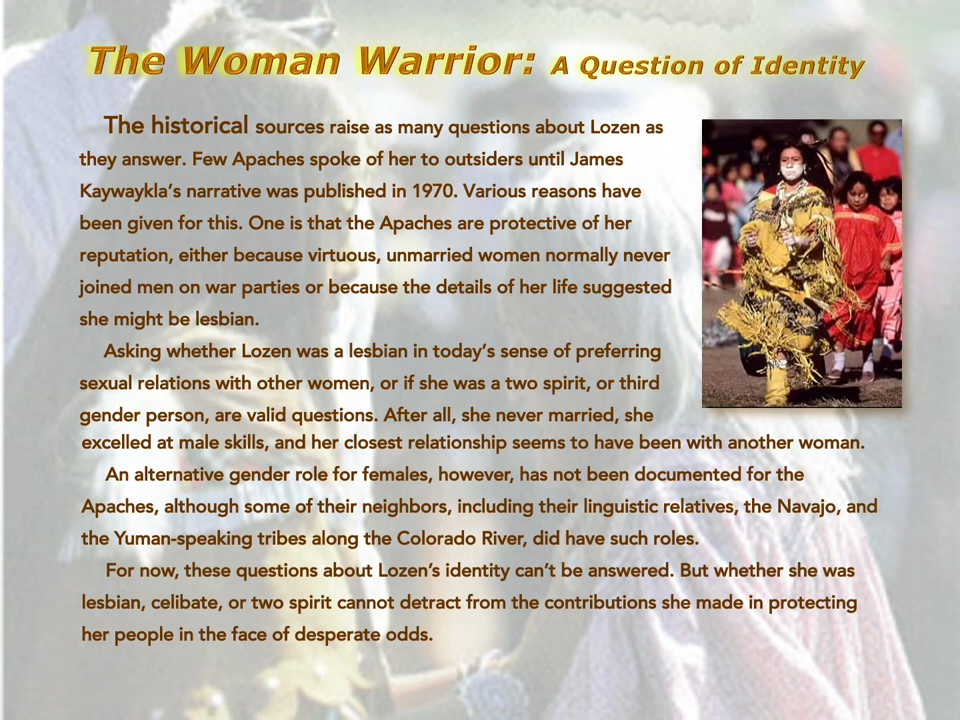 The Woman Warrior: A Question of Identity
The historical sources raise as many questions about Lozen as
they answer. Few Apaches spoke of her to outsiders until James
Kaywaykla’s narrative was published in 1970. Various reasons have
been given for this. One is that the Apaches are protective of her
reputation, either because virtuous, unmarried women normally never
joined men on war parties or because the details of her life suggested
she might be lesbian.
Asking whether Lozen was a lesbian in today’s sense of preferring
sexual relations with other women, or if she was a two spirit, or third
gender person, are valid questions. After all, she never married, she
excelled at male skills, and her closest relationship seems to have been with another woman.
An alternative gender role for females, however, has not been documented for the
Apaches, although some of their neighbors, including their linguistic relatives, the Navajo, and
the Yuman-speaking tribes along the Colorado River, did have such roles.
For now, these questions about Lozen’s identity can’t be answered. But whether she was
lesbian, celibate, or two spirit cannot detract from the contributions she made in protecting
her people in the face of desperate odds.